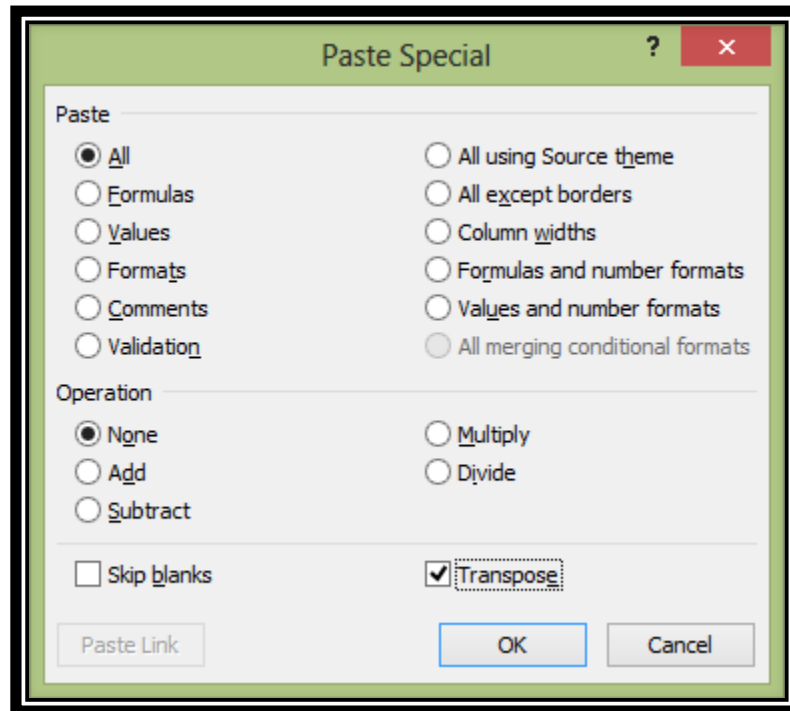 Paste Special
?
Paste
All
All using Source theme
Formulas
All except borders
Values
Column widths
Formats
Formulas and number formats
Comments
Values and number formats
Validation
All merging conditional formats
Operation
None
Multiply
Add
Divide
Subtract
Skip blanks
Transpose
Paste Link
OK
Cancel